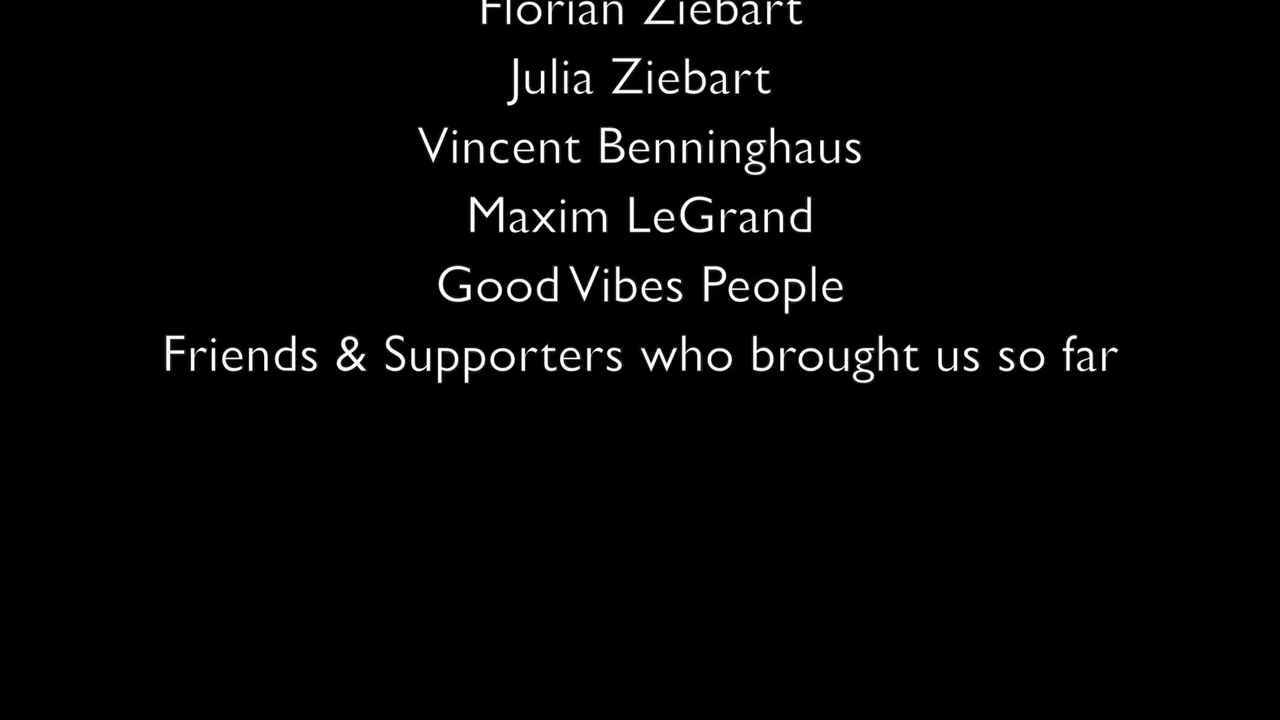 Florian Ziebart
Julia Ziebart
Vincent Benninghaus
Maxim LeGrand
Good Vibes People
Friends & Supporters who brought us so far